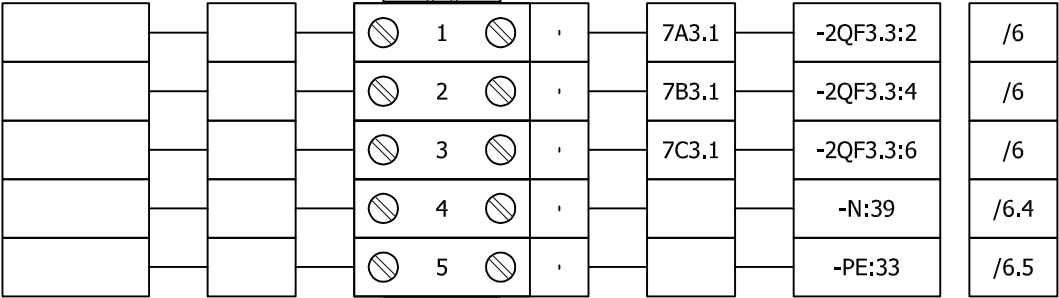 1 7A3.1 -2QF3.3:2 /6
2 7B3.1 -2QF3.3:4 /6
3 7C3.1 -2QF3.3:6 /6
4 -N:39 /6.4
5 -PE:33 /6.5